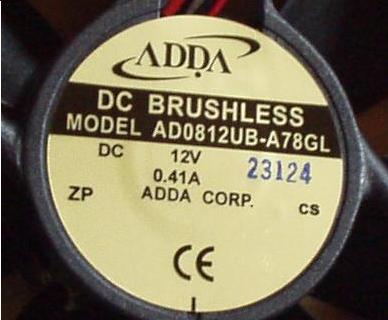 ADDA
DC BRUSHLESS
MODEL AD0812UB-A78GL
DC 12V
0.41A 23124
ZP ADDA CORP. CS
CE